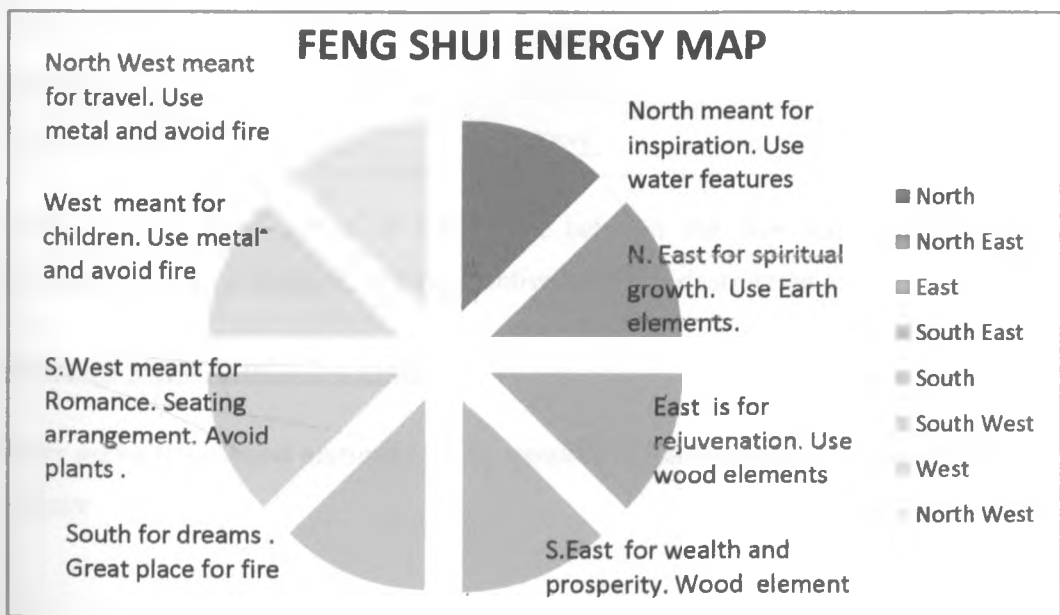 FENG SHUI ENERGY MAP
North West meant
for travel. Use
metal and avoid fire
North meant for
inspiration. Use
water features
West meant for
children. Use metal
and avoid fire
N. East for spiritual
growth. Use Earth
elements.
S.West meant for
Romance. Seating
arrangement. Avoid
plants .
East is for
rejuvenation. Use
wood elements
South for dreams .
Great place for fire
S.East for wealth and
prosperity. Wood element
North
North East
East
South East
South
South West
West
North West